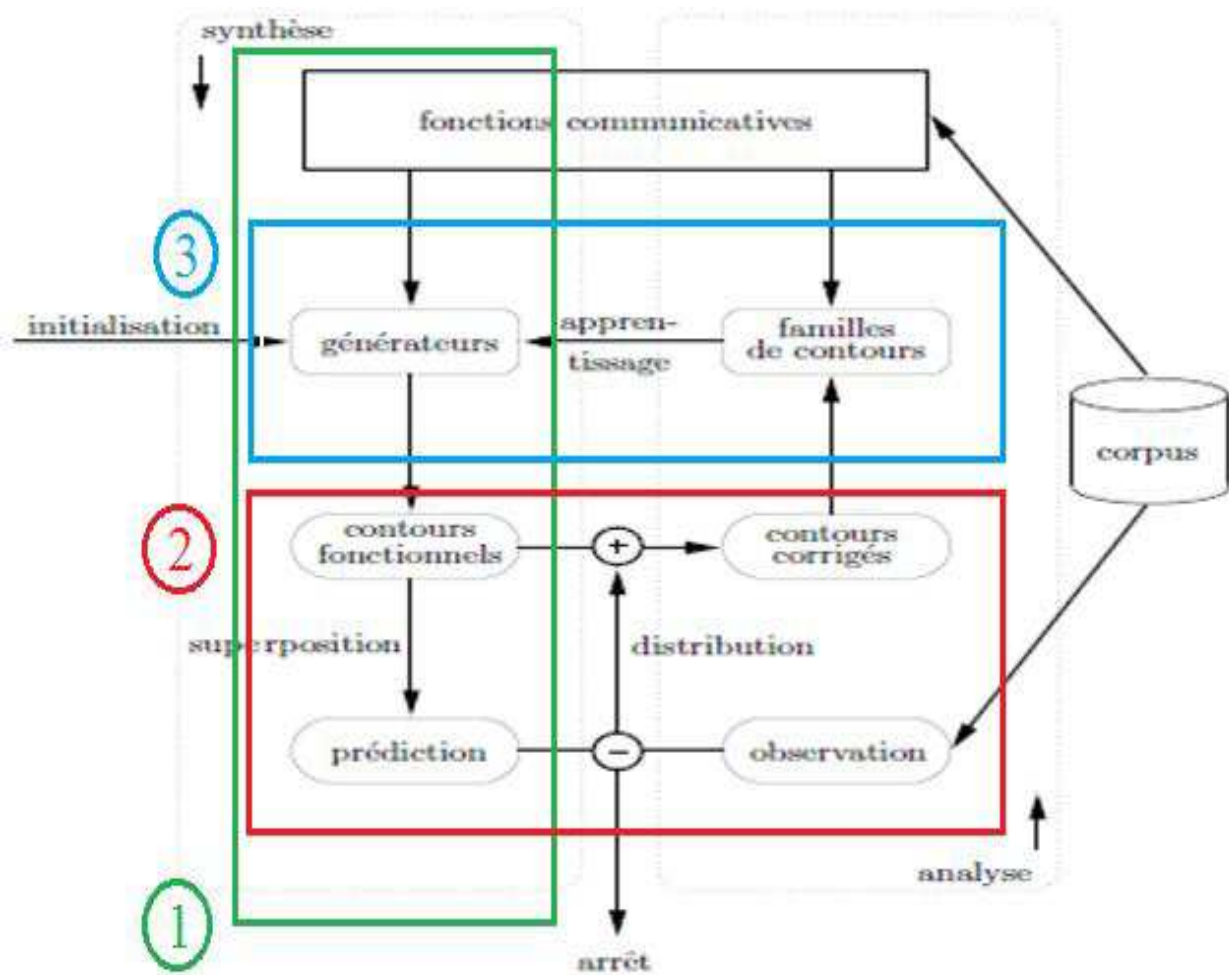 synthèse
fonctions communicatives
3
initialisation
générateurs
appren-
tissage
familles
de contours
corpus
2
contours
fonctionnels
+
contours
corrigés
superposition
distribution
prédiction
−
observation
analyse
1
arrêt